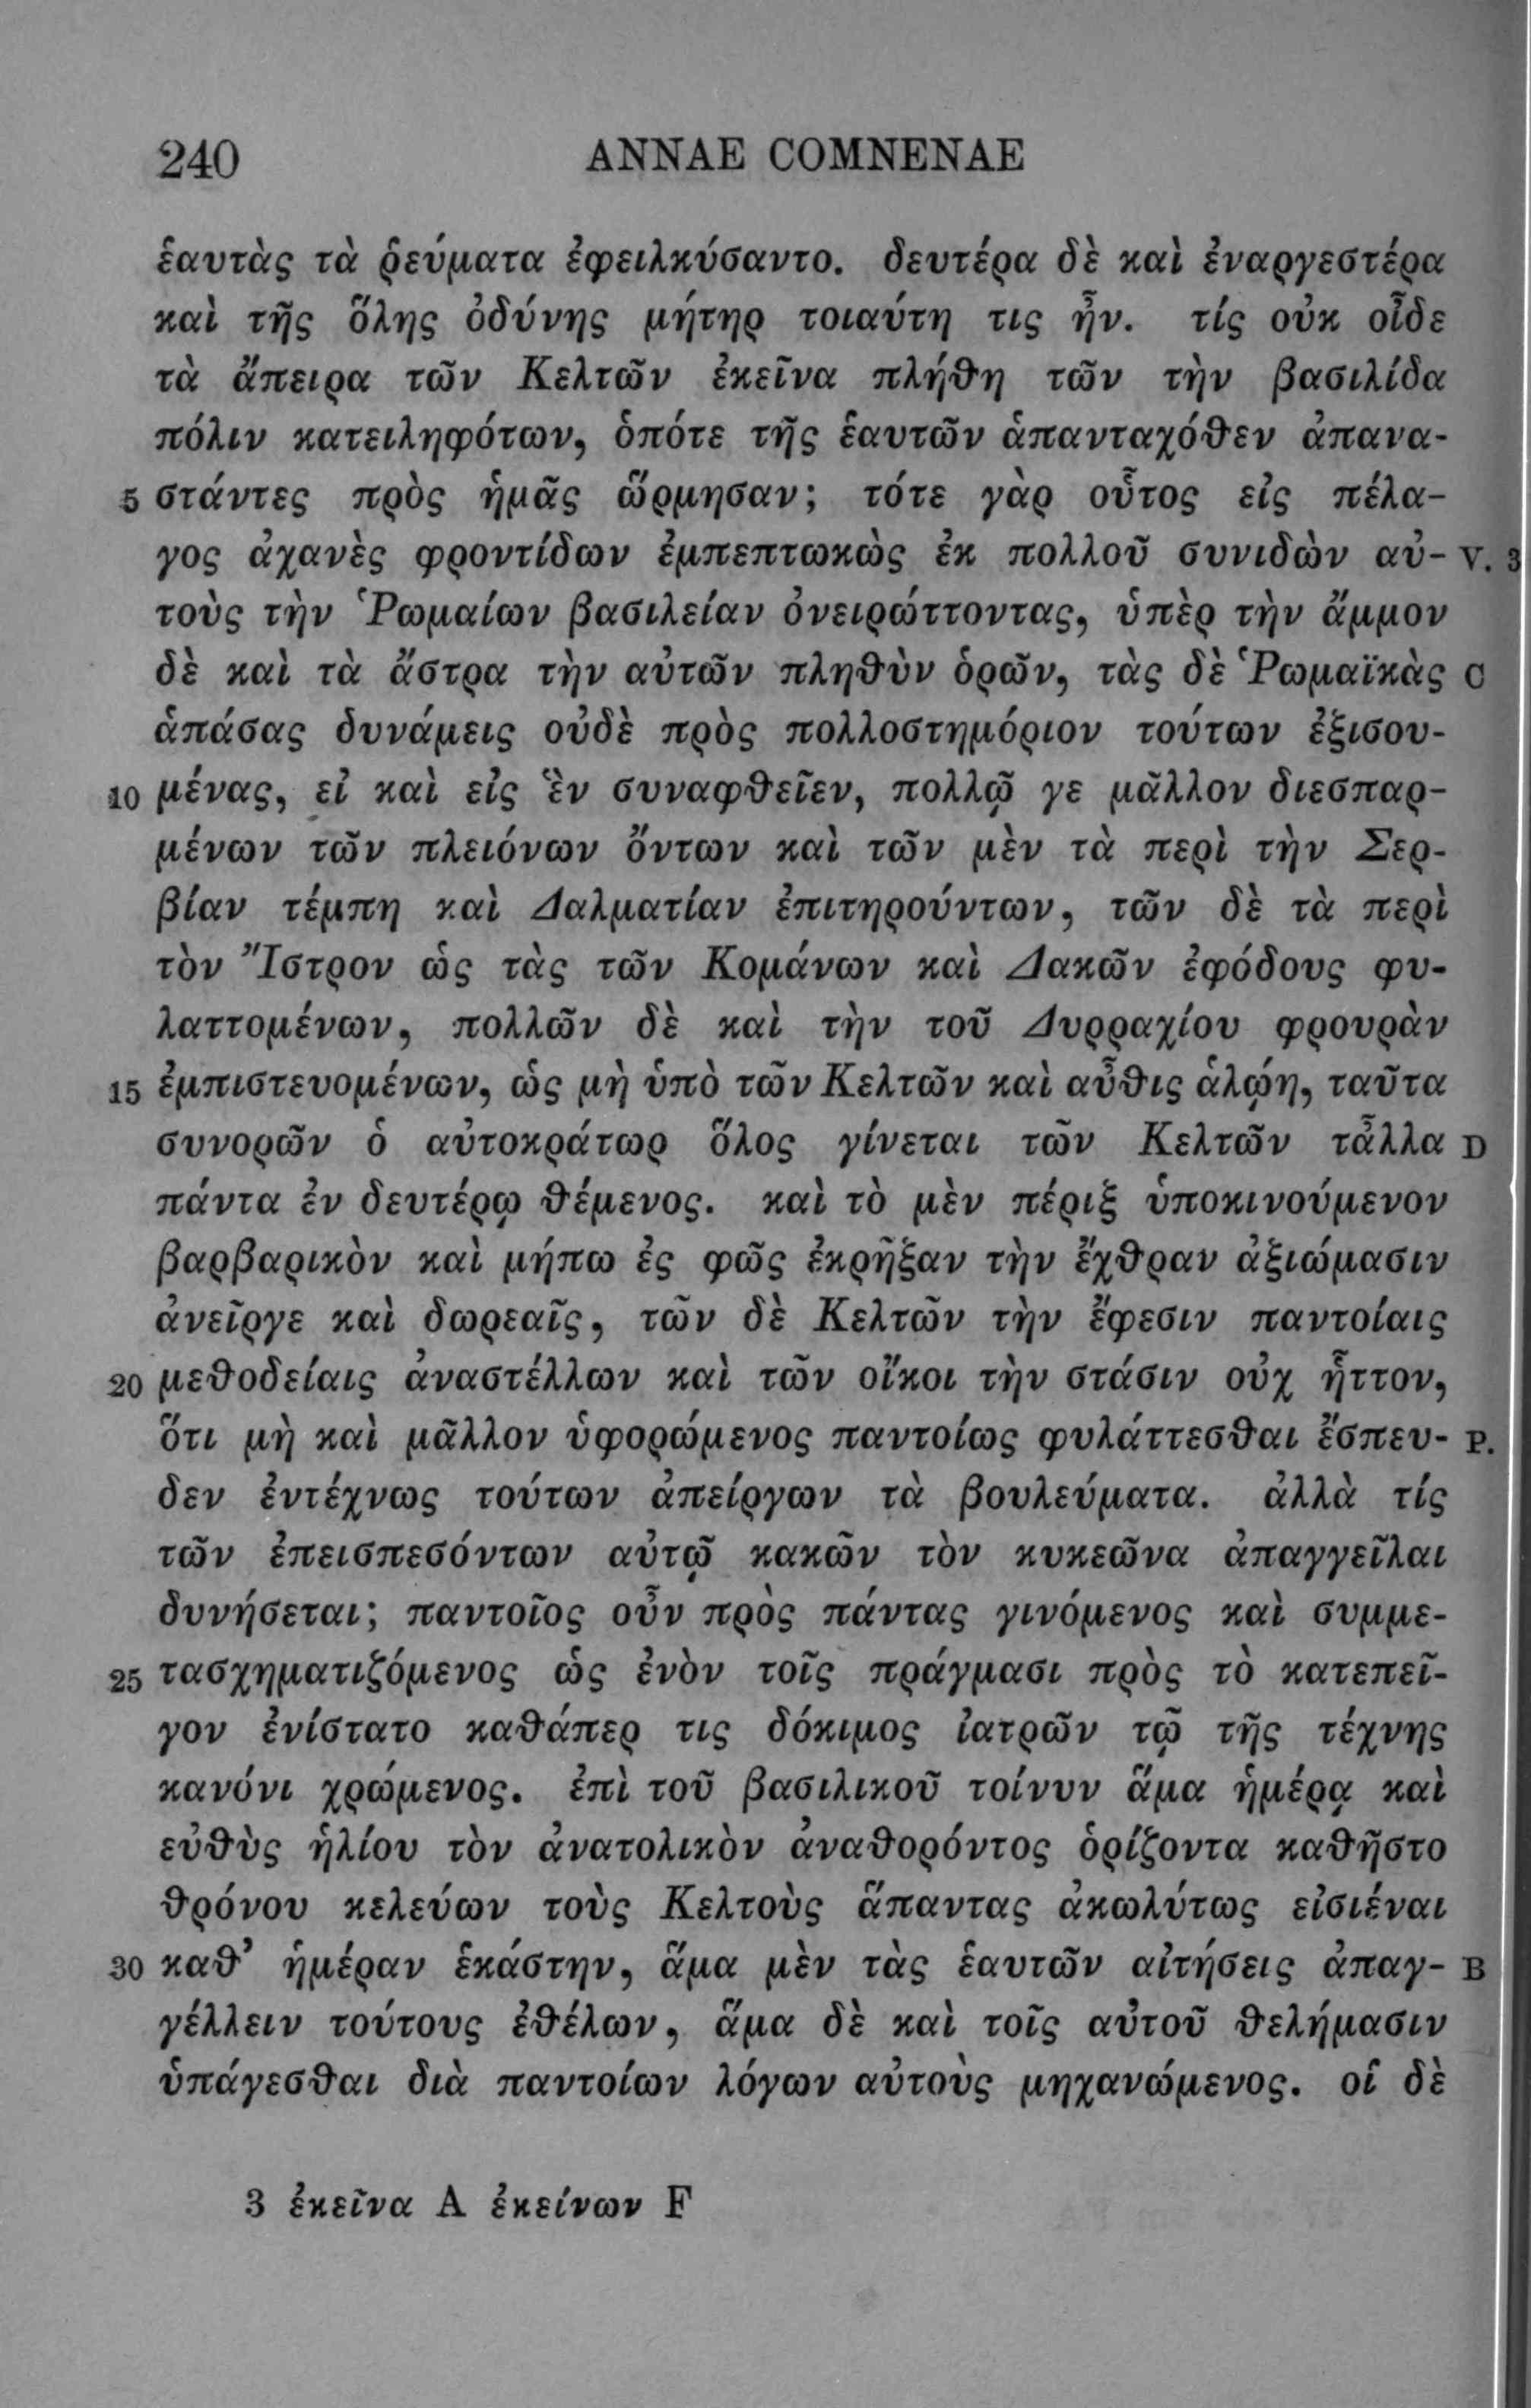 240 ANNAE COMNENAE
ἑαυτὰς τὰ ῥεύματα ἐφειλκύσαντο. δευτέρα δὲ καὶ ἐναργεστέρα
καὶ τῆς ὅλης ὀδύνης μήτηρ τοιαύτη τις ἦν. τίς οὐκ οἶδε
τὰ ἄπειρα τῶν Κελτῶν ἐκεῖνα πλήθη τῶν τὴν βασιλίδα
πόλιν κατειληφότων, ὁπότε τῆς ἑαυτῶν ἁπανταχόθεν ἀπανα-
5 στάντες πρὸς ἡμᾶς ὥρμησαν; τότε γὰρ οὗτος εἰς πέλα-
γος ἀχανὲς φροντίδων ἐμπεπτωκὼς ἐκ πολλοῦ συνιδὼν αὐ- V. 3
τοὺς τὴν Ῥωμαίων βασιλείαν ὀνειρώττοντας, ὑπὲρ τὴν ἄμμον
δὲ καὶ τὰ ἄστρα τὴν αὐτῶν πληθὺν ὁρῶν, τὰς δὲ Ῥωμαϊκὰς C
ἁπάσας δυνάμεις οὐδὲ πρὸς πολλοστημόριον τούτων ἐξισου-
10 μένας, εἰ καὶ εἰς ἓν συναφθεῖεν, πολλῷ γε μᾶλλον διεσπαρ-
μένων τῶν πλειόνων ὄντων καὶ τῶν μὲν τὰ περὶ τὴν Σερ-
βίαν τέμπη καὶ Δαλματίαν ἐπιτηρούντων, τῶν δὲ τὰ περὶ
τὸν Ἴστρον ὡς τὰς τῶν Κομάνων καὶ Δακῶν ἐφόδους φυ-
λαττομένων, πολλῶν δὲ καὶ τὴν τοῦ Δυρραχίου φρουρὰν
15 ἐμπιστευομένων, ὡς μὴ ὑπὸ τῶν Κελτῶν καὶ αὖθις ἁλῴη, ταῦτα
συνορῶν ὁ αὐτοκράτωρ ὅλος γίνεται τῶν Κελτῶν τἆλλα D
πάντα ἐν δευτέρῳ θέμενος. καὶ τὸ μὲν πέριξ ὑποκινούμενον
βαρβαρικὸν καὶ μήπω ἐς φῶς ἐκρῆξαν τὴν ἔχθραν ἀξιώμασιν
ἀνεῖργε καὶ δωρεαῖς, τῶν δὲ Κελτῶν τὴν ἔφεσιν παντοίαις
20 μεθοδείαις ἀναστέλλων καὶ τῶν οἴκοι τὴν στάσιν οὐχ ἧττον,
ὅτι μὴ καὶ μᾶλλον ὑφορώμενος παντοίως φυλάττεσθαι ἔσπευ- P.
δεν ἐντέχνως τούτων ἀπείργων τὰ βουλεύματα. ἀλλὰ τίς
τῶν ἐπεισπεσόντων αὐτῷ κακῶν τὸν κυκεῶνα ἀπαγγεῖλαι
δυνήσεται; παντοῖος οὖν πρὸς πάντας γινόμενος καὶ συμμε-
25 τασχηματιζόμενος ὡς ἐνὸν τοῖς πράγμασι πρὸς τὸ κατεπεῖ-
γον ἐνίστατο καθάπερ τις δόκιμος ἰατρῶν τῷ τῆς τέχνης
κανόνι χρώμενος. ἐπὶ τοῦ βασιλικοῦ τοίνυν ἅμα ἡμέρᾳ καὶ
εὐθὺς ἡλίου τὸν ἀνατολικὸν ἀναθορόντος ὁρίζοντα καθῆστο
θρόνου κελεύων τοὺς Κελτοὺς ἅπαντας ἀκωλύτως εἰσιέναι
30 καθ’ ἡμέραν ἑκάστην, ἅμα μὲν τὰς ἑαυτῶν αἰτήσεις ἀπαγ- B
γέλλειν τούτους ἐθέλων, ἅμα δὲ καὶ τοῖς αὐτοῦ θελήμασιν
ὑπάγεσθαι διὰ παντοίων λόγων αὐτοὺς μηχανώμενος. οἱ δὲ
3 ἐκεῖνα A ἐκείνων F